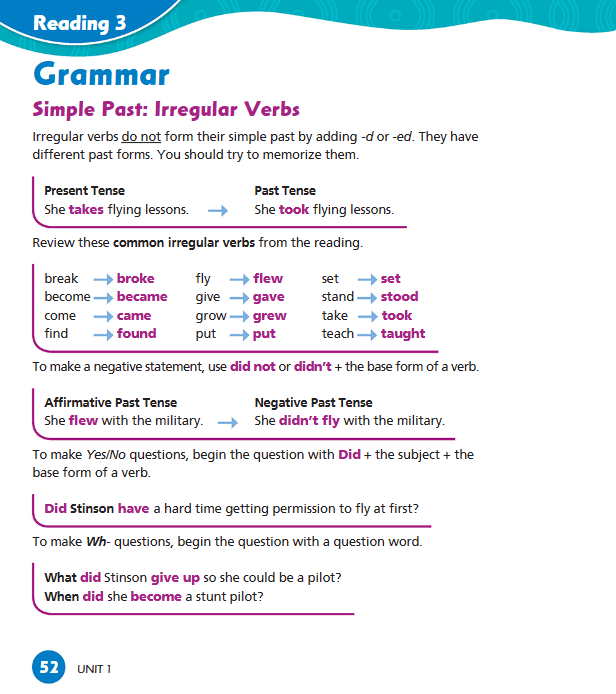 Reading 3
Grammar
Simple Past: Irregular Verbs
Irregular verbs do not form their simple past by adding -d or -ed. They have
different past forms. You should try to memorize them.
Present Tense Past Tense
She takes flying lessons. → She took flying lessons.
Review these common irregular verbs from the reading.
break → broke fly → flew set → set
become → became give → gave stand → stood
come → came grow → grew take → took
find → found put → put teach → taught
To make a negative statement, use did not or didn't + the base form of a verb.
Affirmative Past Tense Negative Past Tense
She flew with the military. → She didn't fly with the military.
To make Yes/No questions, begin the question with Did + the subject + the
base form of a verb.
Did Stinson have a hard time getting permission to fly at first?
To make Wh- questions, begin the question with a question word.
What did Stinson give up so she could be a pilot?
When did she become a stunt pilot?
52 UNIT 1